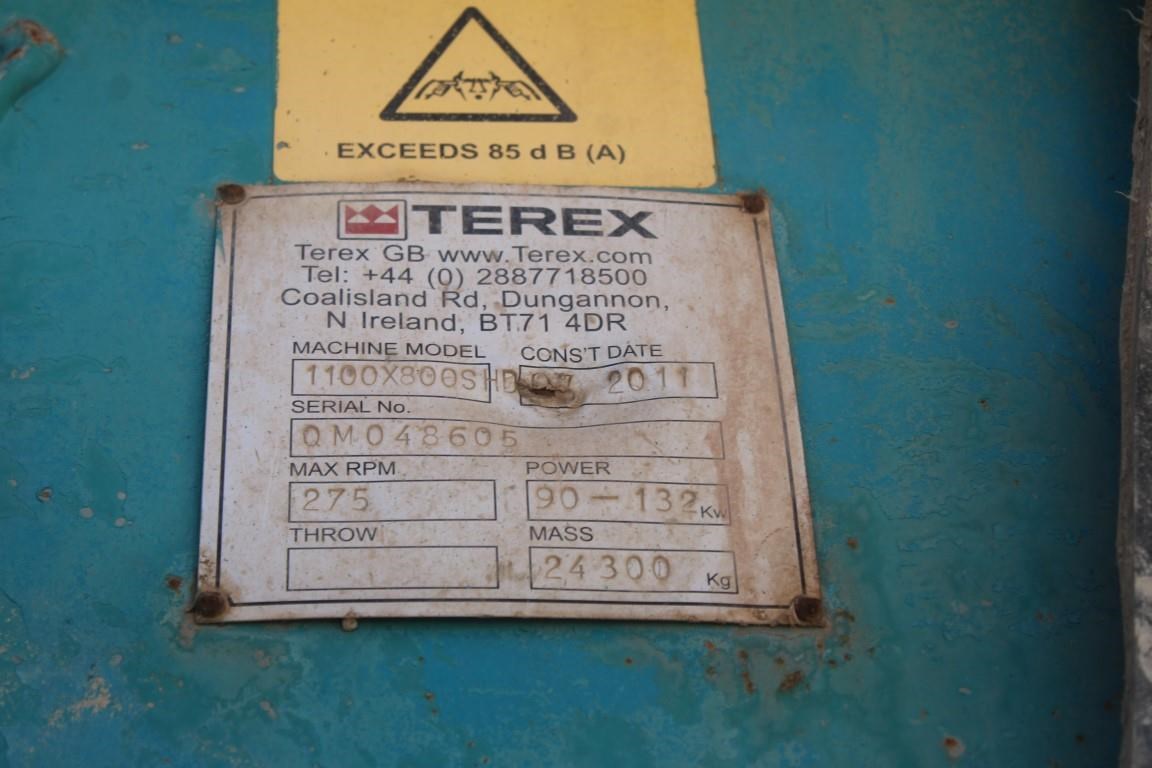 EXCEEDS 85 d B (A)
TEREX
Terex GB www.Terex.com
Tel: +44 (0) 2887718500
Coalisland Rd, Dungannon,
N Ireland, BT71 4DR
MACHINE MODEL CONS'T DATE
1100X800SHD 2011
SERIAL No.
QM048605
MAX RPM POWER
275 90-132 Kw
THROW MASS
24300 Kg